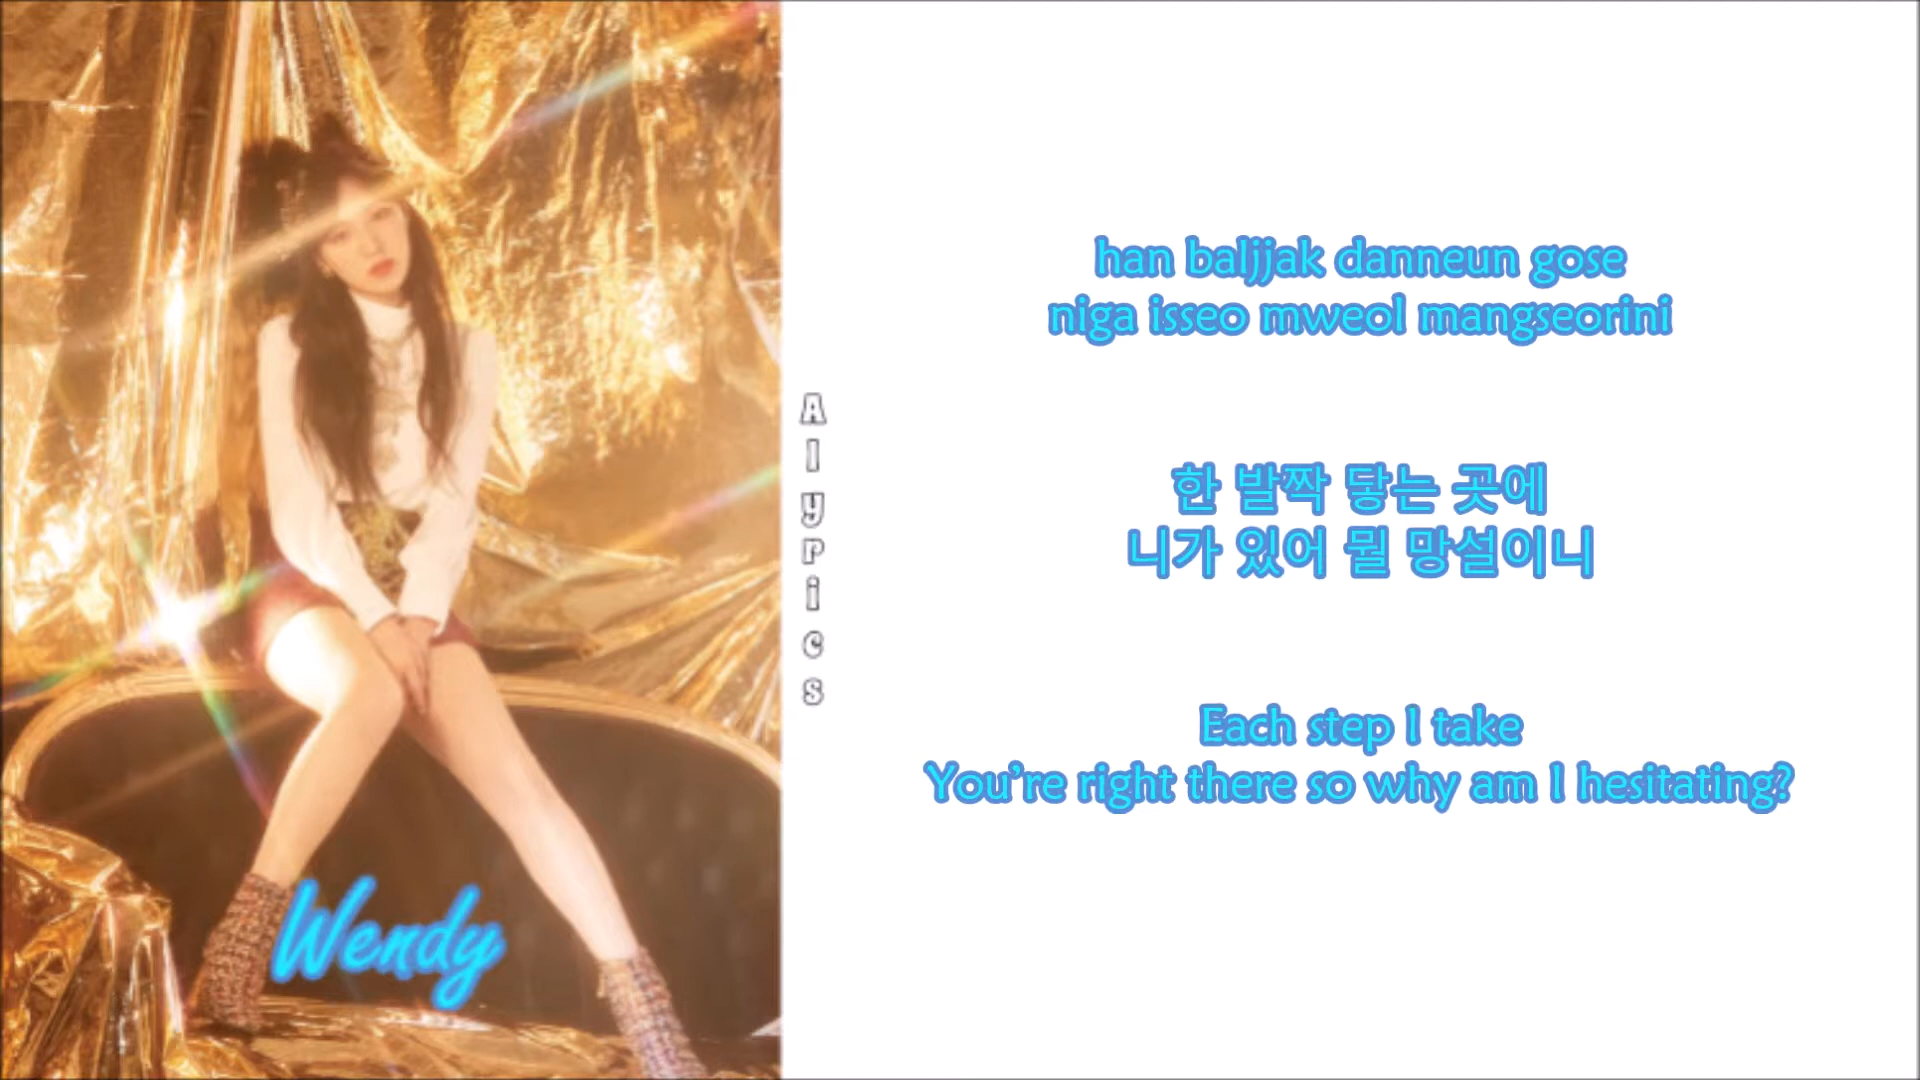 han baljjak danneun gose
niga isseo mweol mangseorini
한 발짝 닿는 곳에
니가 있어 뭘 망설이니
Each step I take
You're right there so why am I hesitating?
Alyrics
Wendy